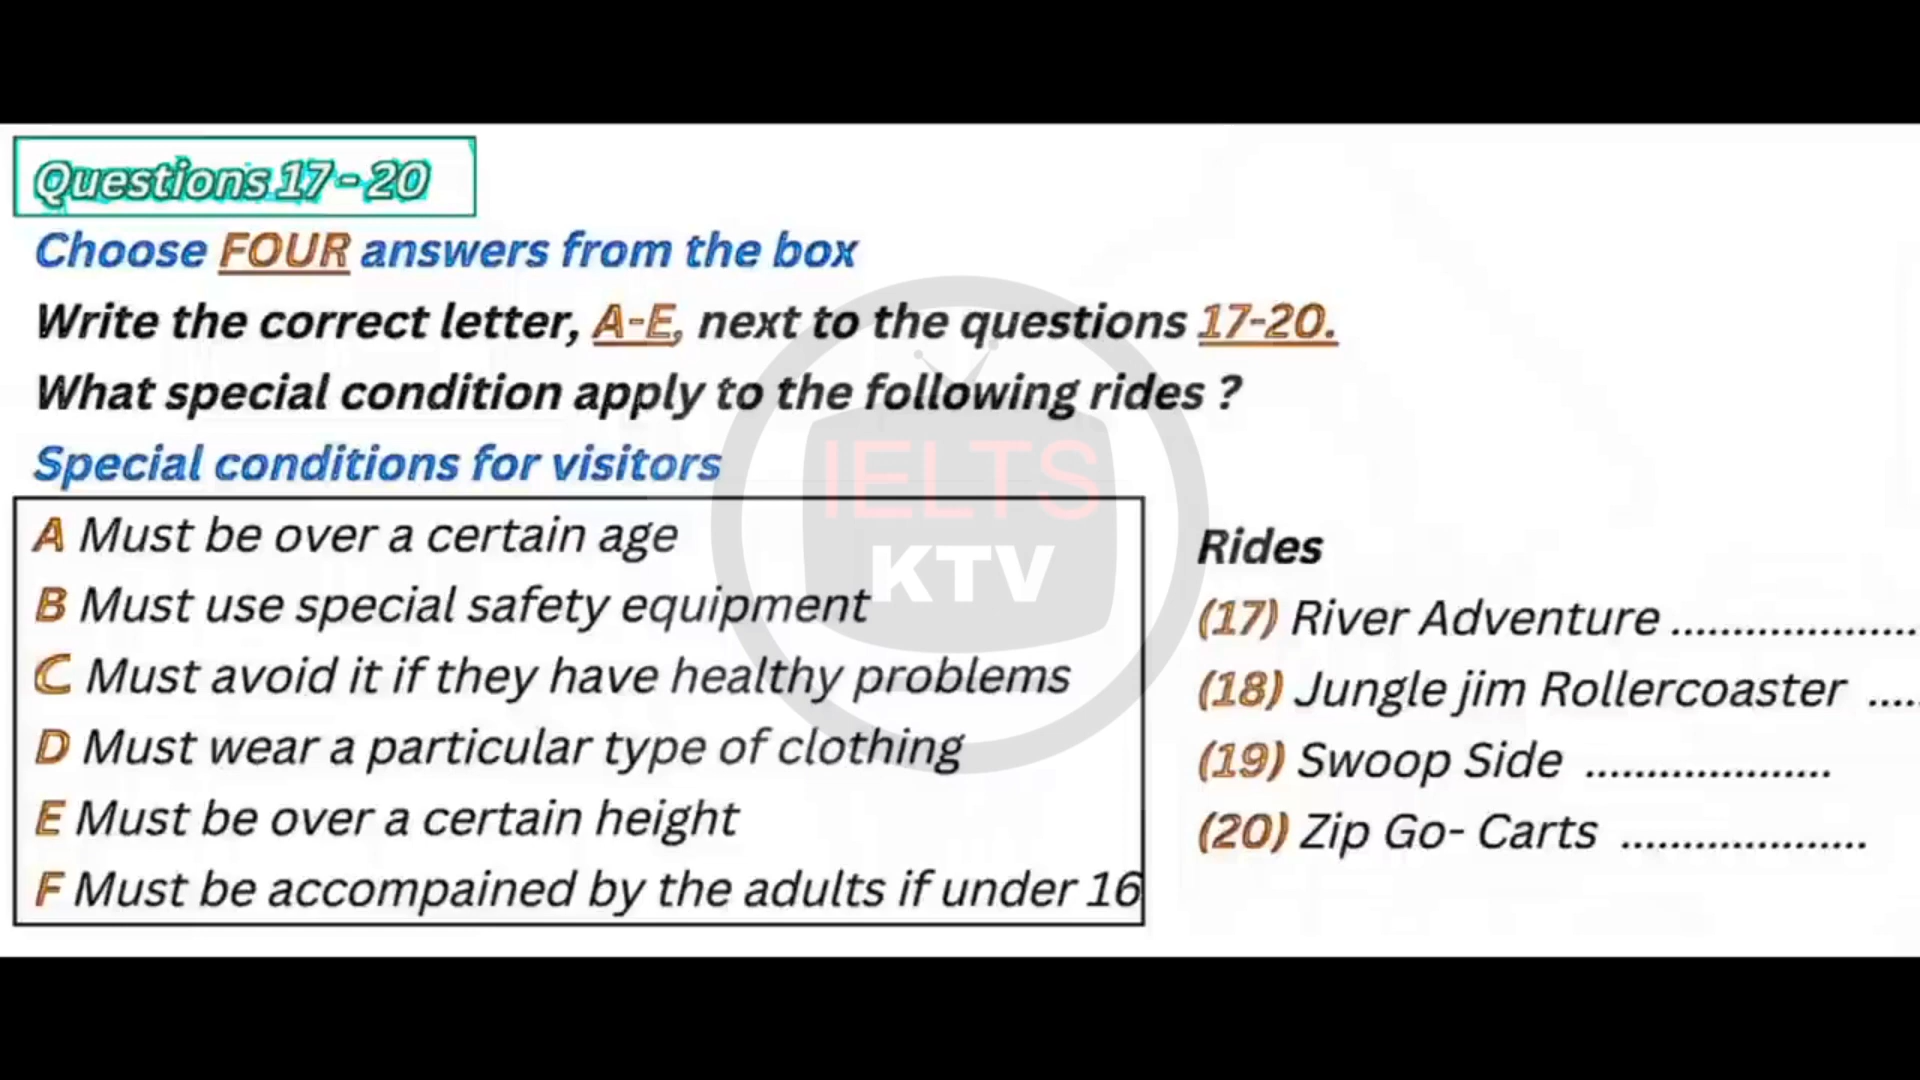 Questions 17 - 20
Choose FOUR answers from the box
Write the correct letter, A-E, next to the questions 17-20.
What special condition apply to the following rides ?
Special conditions for visitors
A Must be over a certain age
B Must use special safety equipment
C Must avoid it if they have healthy problems
D Must wear a particular type of clothing
E Must be over a certain height
F Must be accompained by the adults if under 16
Rides
(17) River Adventure ....................
(18) Jungle jim Rollercoaster ....
(19) Swoop Side ....................
(20) Zip Go- Carts ....................
IELTS
KTV